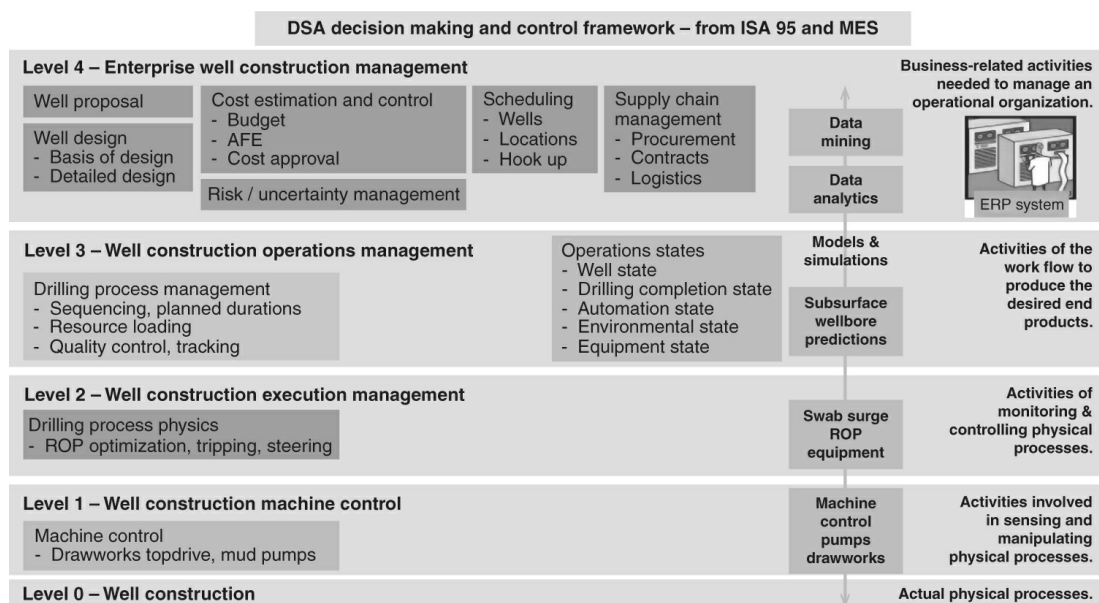 DSA decision making and control framework – from ISA 95 and MES
Level 4 – Enterprise well construction management
Well proposal
Well design
- Basis of design
- Detailed design
Cost estimation and control
- Budget
- AFE
- Cost approval
Risk / uncertainty management
Scheduling
- Wells
- Locations
- Hook up
Supply chain
management
- Procurement
- Contracts
- Logistics
Data
mining
Data
analytics
Business-related activities
needed to manage an
operational organization.
ERP system
Level 3 – Well construction operations management
Drilling process management
- Sequencing, planned durations
- Resource loading
- Quality control, tracking
Operations states
- Well state
- Drilling completion state
- Automation state
- Environmental state
- Equipment state
Models &
simulations
Subsurface
wellbore
predictions
Activities of the
work flow to
produce the
desired end
products.
Level 2 – Well construction execution management
Drilling process physics
- ROP optimization, tripping, steering
Swab surge
ROP
equipment
Activities of
monitoring &
controlling physical
processes.
Level 1 – Well construction machine control
Machine control
- Drawworks topdrive, mud pumps
Machine
control
pumps
drawworks
Activities involved
in sensing and
manipulating
physical processes.
Level 0 – Well construction
Actual physical processes.